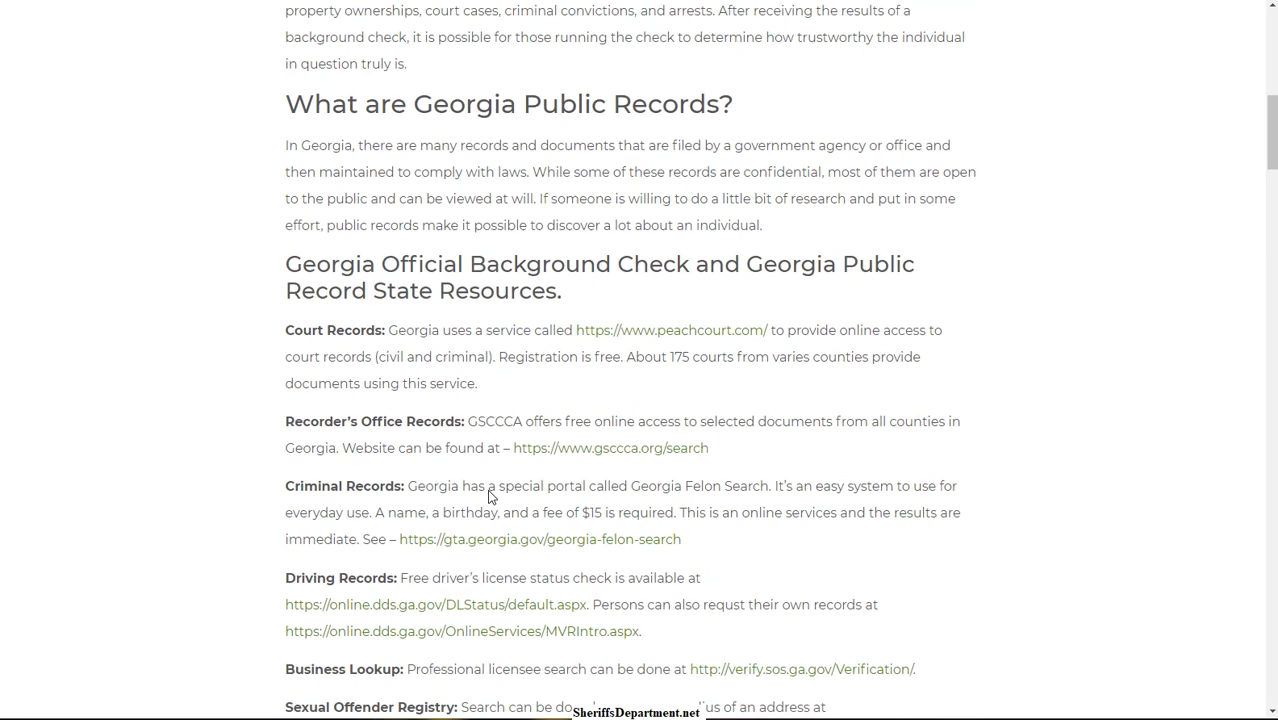 property ownerships, court cases, criminal convictions, and arrests. After receiving the results of a
background check, it is possible for those running the check to determine how trustworthy the individual
in question truly is.
What are Georgia Public Records?
In Georgia, there are many records and documents that are filed by a government agency or office and
then maintained to comply with laws. While some of these records are confidential, most of them are open
to the public and can be viewed at will. If someone is willing to do a little bit of research and put in some
effort, public records make it possible to discover a lot about an individual.
Georgia Official Background Check and Georgia Public
Record State Resources.
Court Records: Georgia uses a service called https://www.peachcourt.com/ to provide online access to
court records (civil and criminal). Registration is free. About 175 courts from varies counties provide
documents using this service.
Recorder’s Office Records: GSCCCA offers free online access to selected documents from all counties in
Georgia. Website can be found at – https://www.gsccca.org/search
Criminal Records: Georgia has a special portal called Georgia Felon Search. It’s an easy system to use for
everyday use. A name, a birthday, and a fee of $15 is required. This is an online services and the results are
immediate. See – https://gta.georgia.gov/georgia-felon-search
Driving Records: Free driver’s license status check is available at
https://online.dds.ga.gov/DLStatus/default.aspx. Persons can also requst their own records at
https://online.dds.ga.gov/OnlineServices/MVRIntro.aspx.
Business Lookup: Professional licensee search can be done at http://verify.sos.ga.gov/Verification/.
Sexual Offender Registry: Search can be of an address at
SheriffsDepartment.net